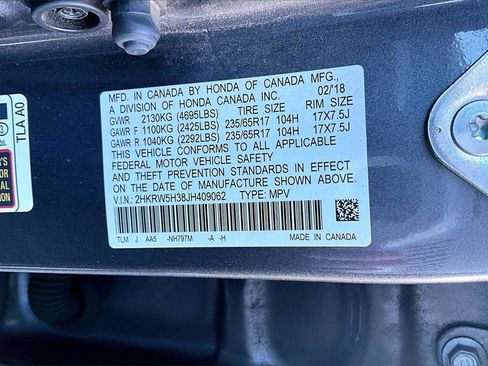 MFD. IN CANADA BY HONDA OF CANADA MFG., 02/18
A DIVISION OF HONDA CANADA INC. TIRE SIZE RIM SIZE
GVWR 2130KG (4695LBS)
GAWR F 1100KG (2425LBS) 235/65R17 104H 17X7.5J
GAWR R 1040KG (2292LBS) 235/65R17 104H 17X7.5J
THIS VEHICLE CONFORMS TO ALL APPLICABLE
FEDERAL MOTOR VEHICLE SAFETY
AND THEFT PREVENTION STANDARDS IN EFFECT
ON THE DATE OF MANUFACTURE SHOWN ABOVE.
V.I.N.: 2HKRW5H38JH409062 TYPE: MPV
TLM J AA5 -NH797M -A -H MADE IN CANADA
TLA A0